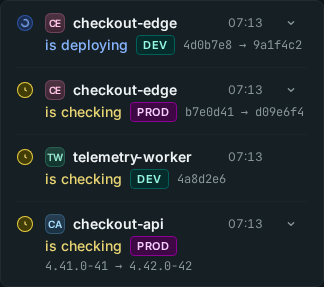 CE checkout-edge 07:13
is deploying DEV 4d0b7e8 → 9a1f4c2
CE checkout-edge 07:13
is checking PROD b7e0d41 → d09e6f4
TW telemetry-worker 07:13
is checking DEV 4a8d2e6
CA checkout-api 07:13
is checking PROD
4.41.0-41 → 4.42.0-42